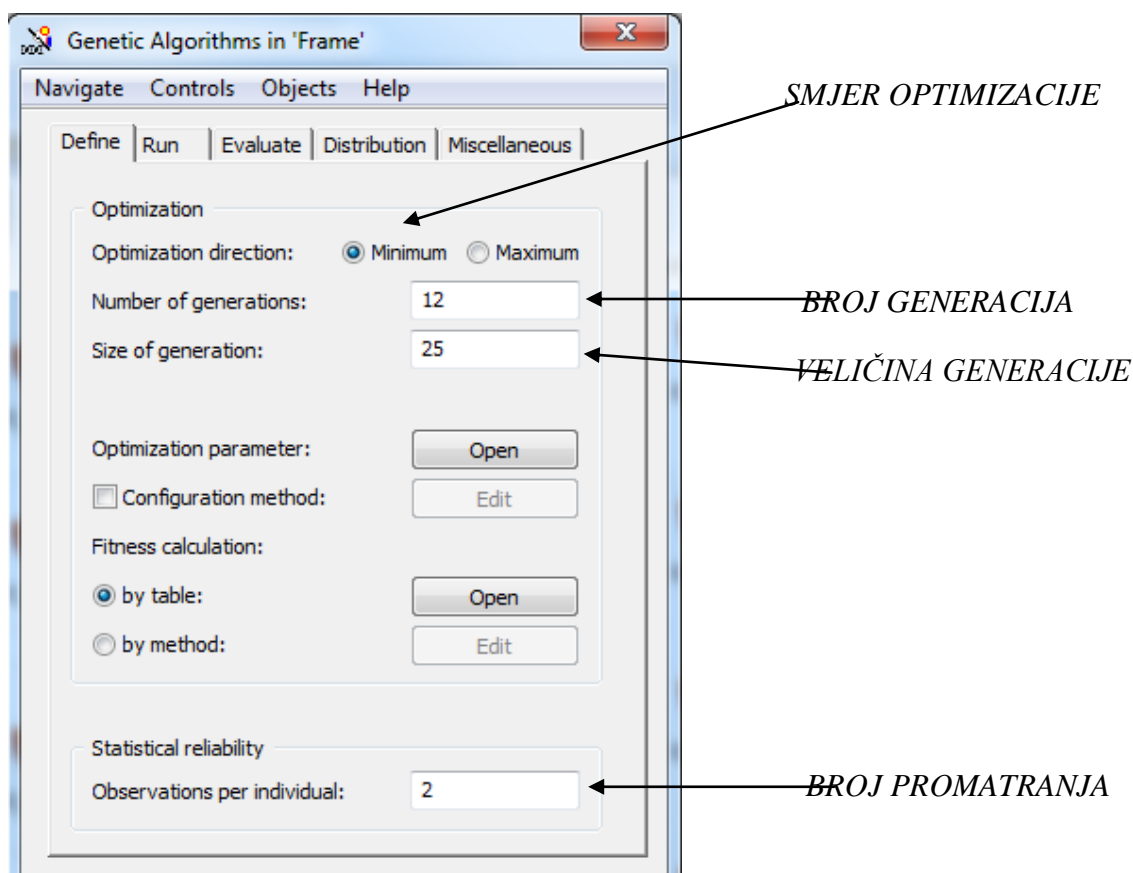 Genetic Algorithms in 'Frame'
Navigate Controls Objects Help
SMJER OPTIMIZACIJE
Define Run Evaluate Distribution Miscellaneous
Optimization
Optimization direction: Minimum Maximum
Number of generations: 12 BROJ GENERACIJA
Size of generation: 25 VELIČINA GENERACIJE
Optimization parameter: Open
Configuration method: Edit
Fitness calculation:
by table: Open
by method: Edit
Statistical reliability
Observations per individual: 2 BROJ PROMATRANJA